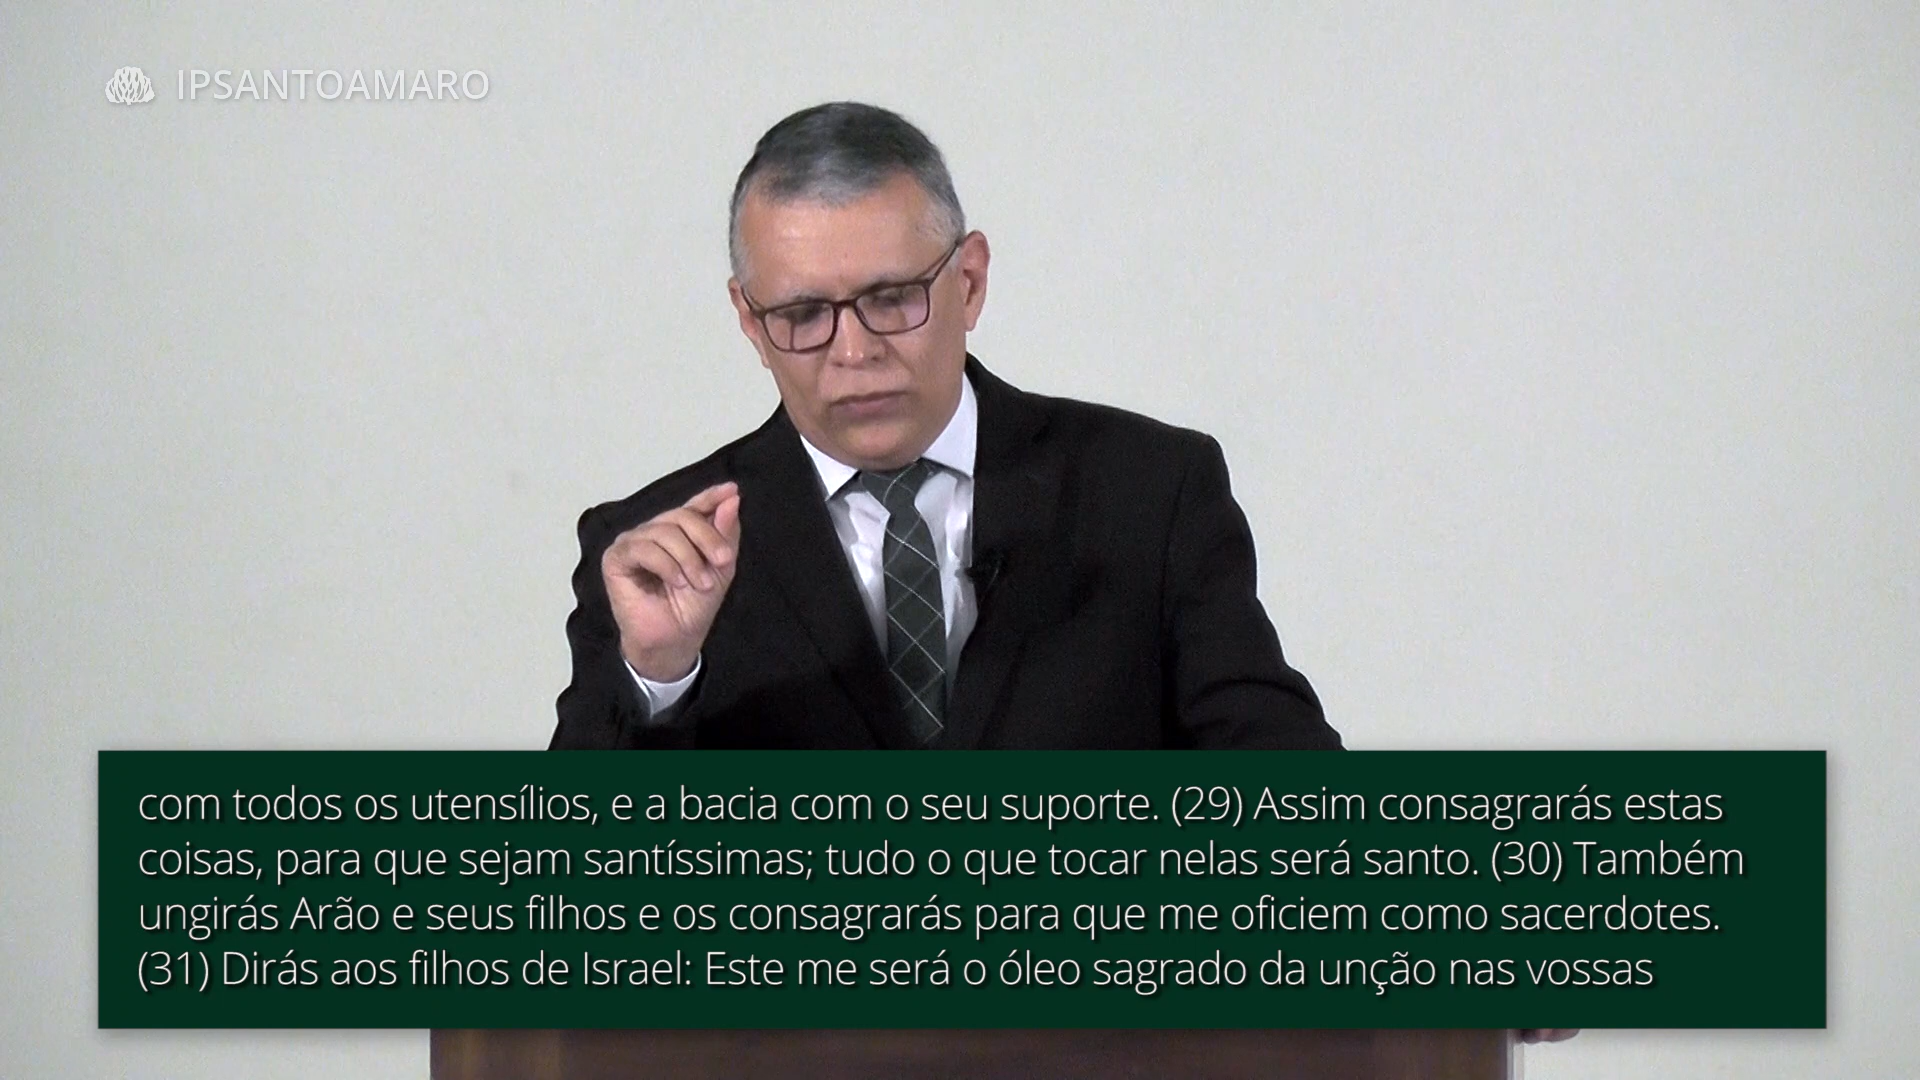 IPSANTOAMARO
com todos os utensílios, e a bacia com o seu suporte. (29) Assim consagrarás estas
coisas, para que sejam santíssimas; tudo o que tocar nelas será santo. (30) Também
ungirás Arão e seus filhos e os consagrarás para que me oficiem como sacerdotes.
(31) Dirás aos filhos de Israel: Este me será o óleo sagrado da unção nas vossas